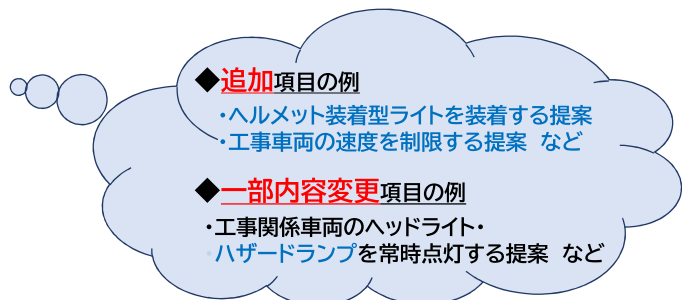 ◆追加項目の例
・ヘルメット装着型ライトを装着する提案
・工事車両の速度を制限する提案 など
◆一部内容変更項目の例
・工事関係車両のヘッドライト・
・ハザードランプを常時点灯する提案 など